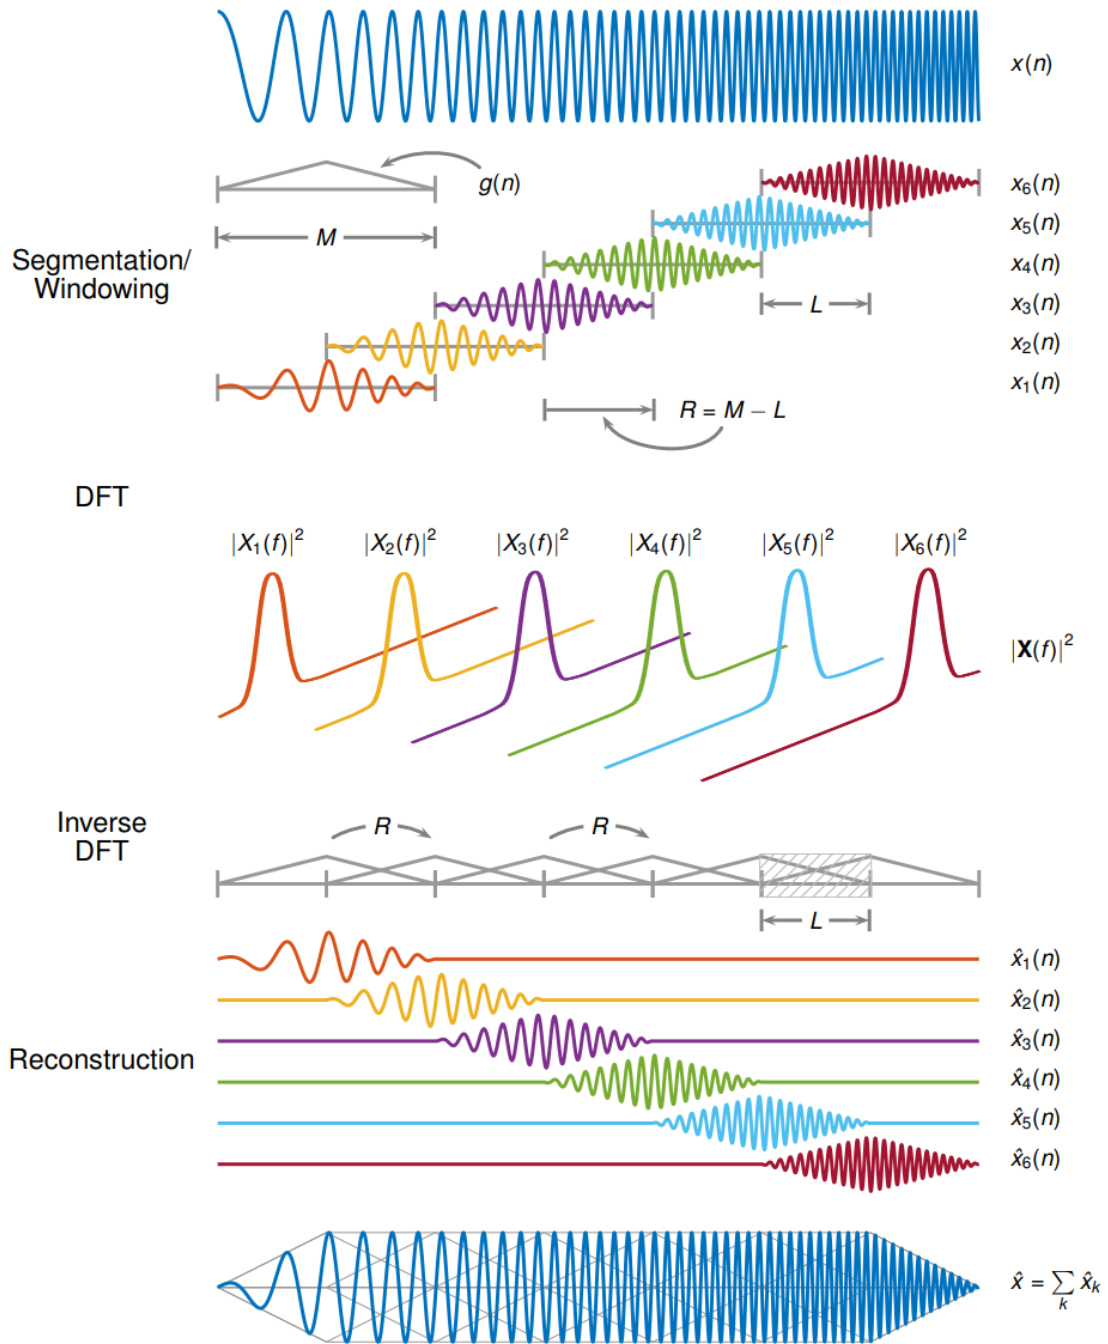 x(n)
g(n)
M
Segmentation/
Windowing
x₆(n)
x₅(n)
x₄(n)
x₃(n)
x₂(n)
x₁(n)
L
R = M − L
DFT
|X₁(f)|²
|X₂(f)|²
|X₃(f)|²
|X₄(f)|²
|X₅(f)|²
|X₆(f)|²
|𝐗(f)|²
Inverse
DFT
R
R
L
Reconstruction
x̂₁(n)
x̂₂(n)
x̂₃(n)
x̂₄(n)
x̂₅(n)
x̂₆(n)
x̂ = ∑ x̂ₖ
k